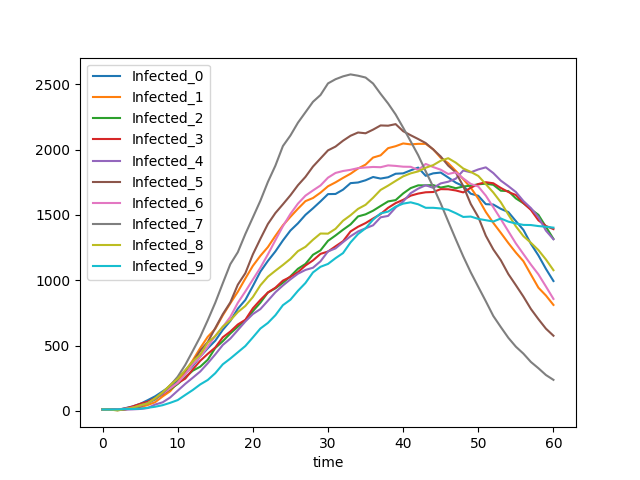 Infected_0
Infected_1
Infected_2
Infected_3
Infected_4
Infected_5
Infected_6
Infected_7
Infected_8
Infected_9
2500
2000
1500
1000
500
0
0 10 20 30 40 50 60
time